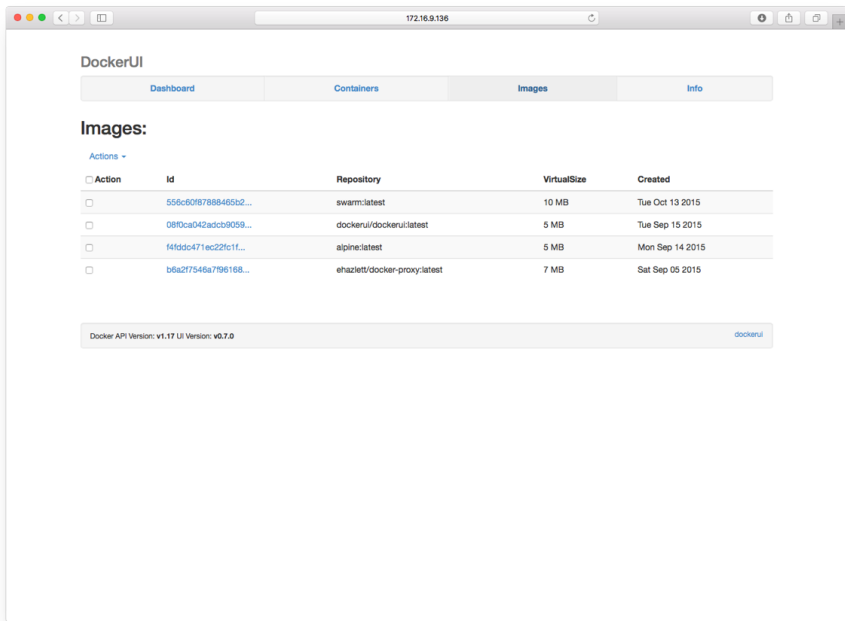 172.16.9.136
DockerUI
Dashboard Containers Images Info
Images:
Actions
Action Id Repository VirtualSize Created
556c60f87888465b2... swarm:latest 10 MB Tue Oct 13 2015
08f0ca042adcb9059... dockerui/dockerui:latest 5 MB Tue Sep 15 2015
f4fddc471ec22fc1f... alpine:latest 5 MB Mon Sep 14 2015
b6a2f7546a7f96168... ehazlett/docker-proxy:latest 7 MB Sat Sep 05 2015
Docker API Version: v1.17 UI Version: v0.7.0 dockerui